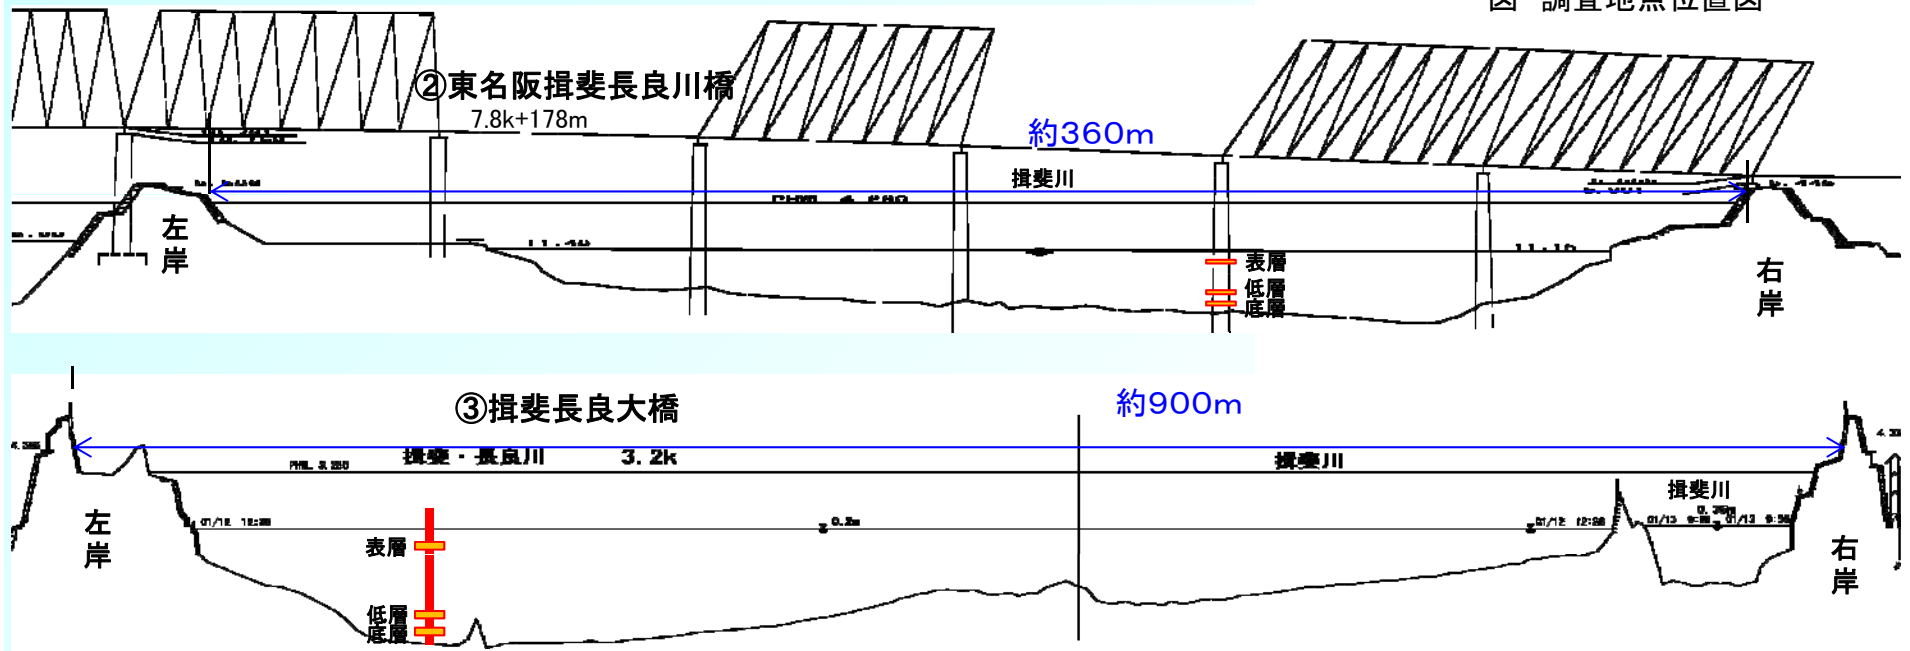 図 調査地点位置図
②東名阪揖斐長良川橋
7.8k+178m
約360m
揖斐川
左岸
表層
低層
底層
右岸
③揖斐長良大橋
約900m
揖斐・長良川 3.2k
揖斐川
揖斐川
左岸
0.2m
表層
低層
底層
右岸